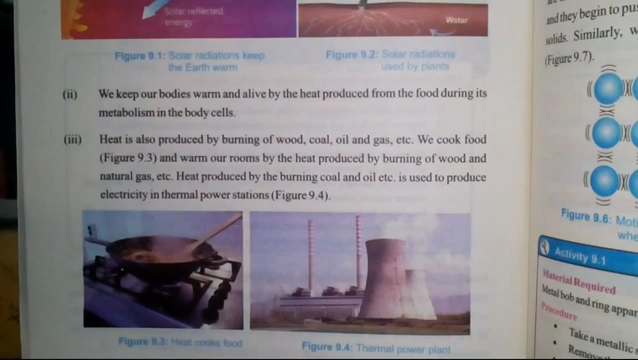 Solar reflected
energy
Water
Figure 9.1: Solar radiations keep
the Earth warm
Figure 9.2: Solar radiations
used by plants
(ii) We keep our bodies warm and alive by the heat produced from the food during its
metabolism in the body cells.
(iii) Heat is also produced by burning of wood, coal, oil and gas, etc. We cook food
(Figure 9.3) and warm our rooms by the heat produced by burning of wood and
natural gas, etc. Heat produced by the burning coal and oil etc. is used to produce
electricity in thermal power stations (Figure 9.4).
Figure 9.3: Heat cooks food
Figure 9.4: Thermal power plant
and they begin to
solids. Similarly,
(Figure 9.7).
Figure 9.6:
Activity 9.1
Material Required
Metal bob and ring
Procedure
• Take a metallic
•